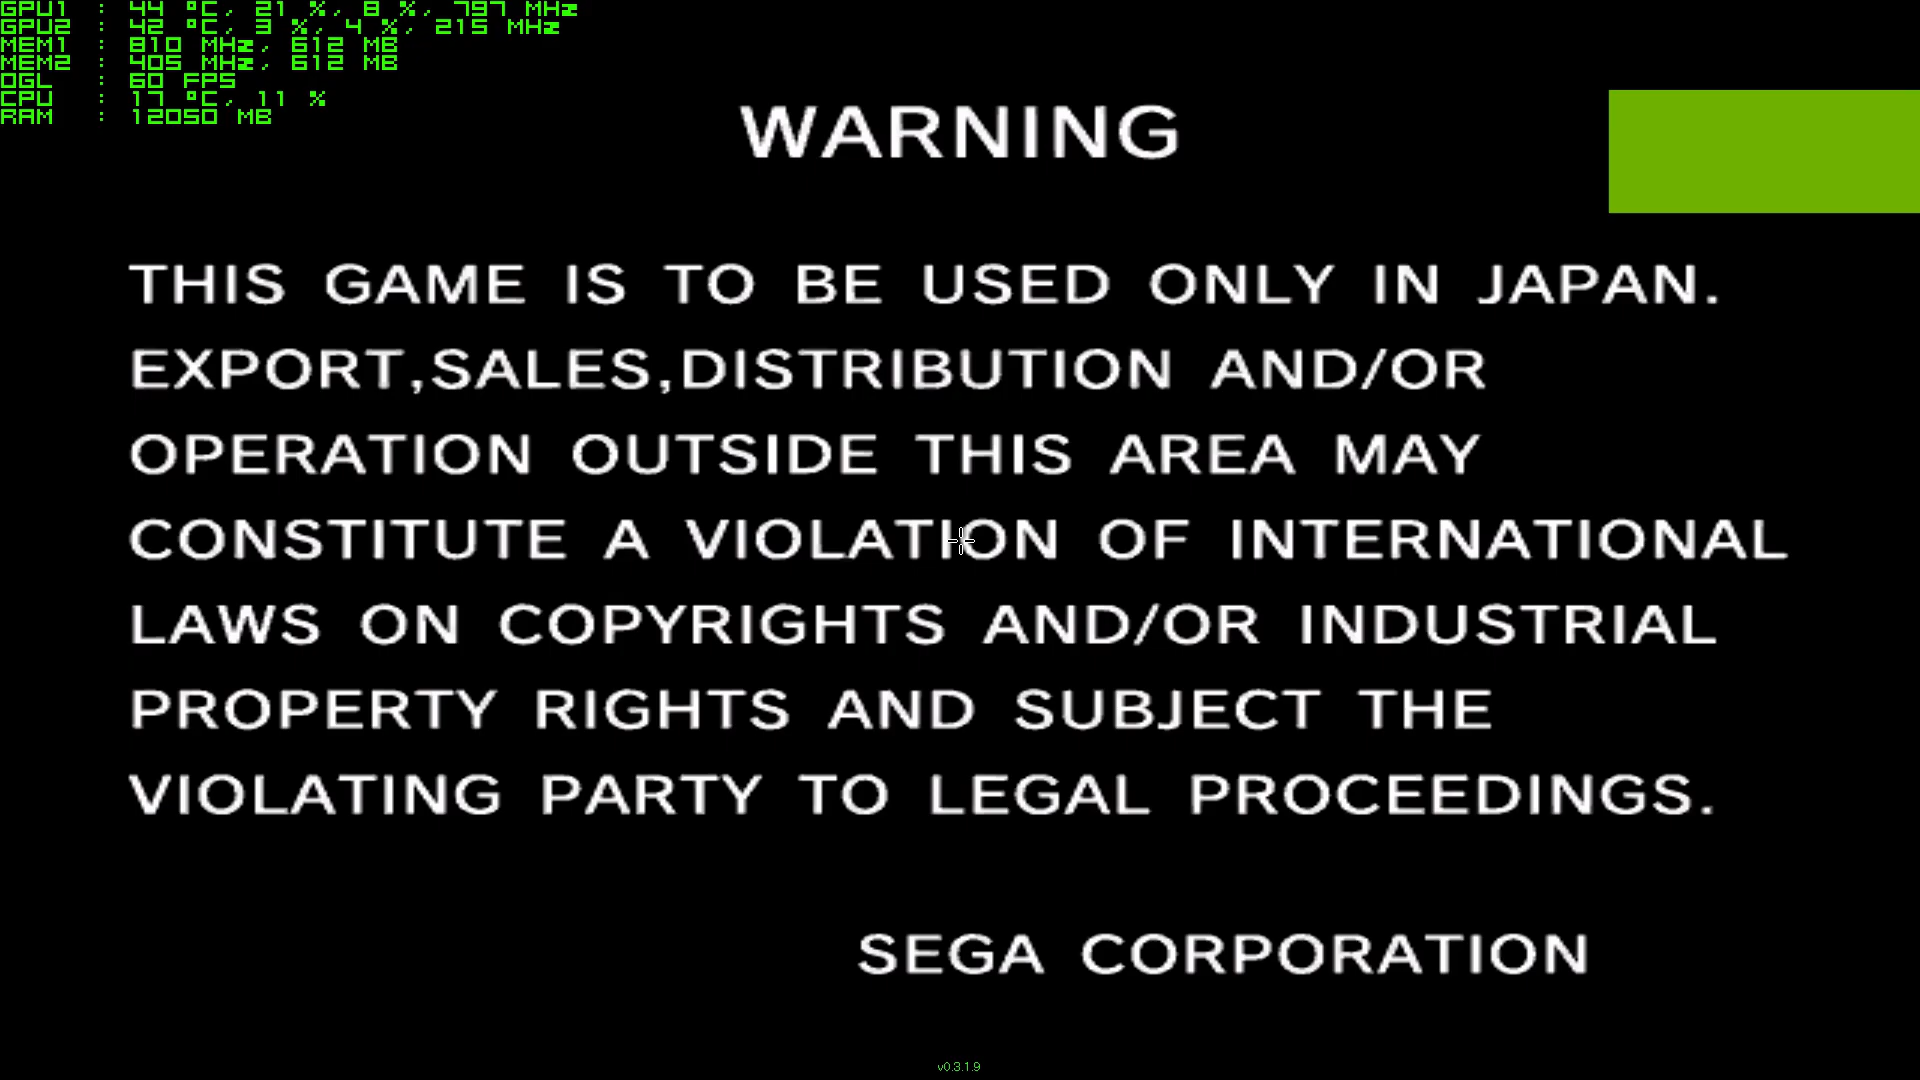 GPU1 : 44 °C, 21 %, 8 %, 797 MHz
GPU2 : 42 °C, 3 %, 4 %, 215 MHz
MEM1 : 810 MHz, 612 MB
MEM2 : 405 MHz, 612 MB
OGL : 60 FPS
CPU : 17 °C, 11 %
RAM : 12050 MB
WARNING
THIS GAME IS TO BE USED ONLY IN JAPAN.
EXPORT,SALES,DISTRIBUTION AND/OR
OPERATION OUTSIDE THIS AREA MAY
CONSTITUTE A VIOLATION OF INTERNATIONAL
LAWS ON COPYRIGHTS AND/OR INDUSTRIAL
PROPERTY RIGHTS AND SUBJECT THE
VIOLATING PARTY TO LEGAL PROCEEDINGS.
SEGA CORPORATION
v0.3.1.9